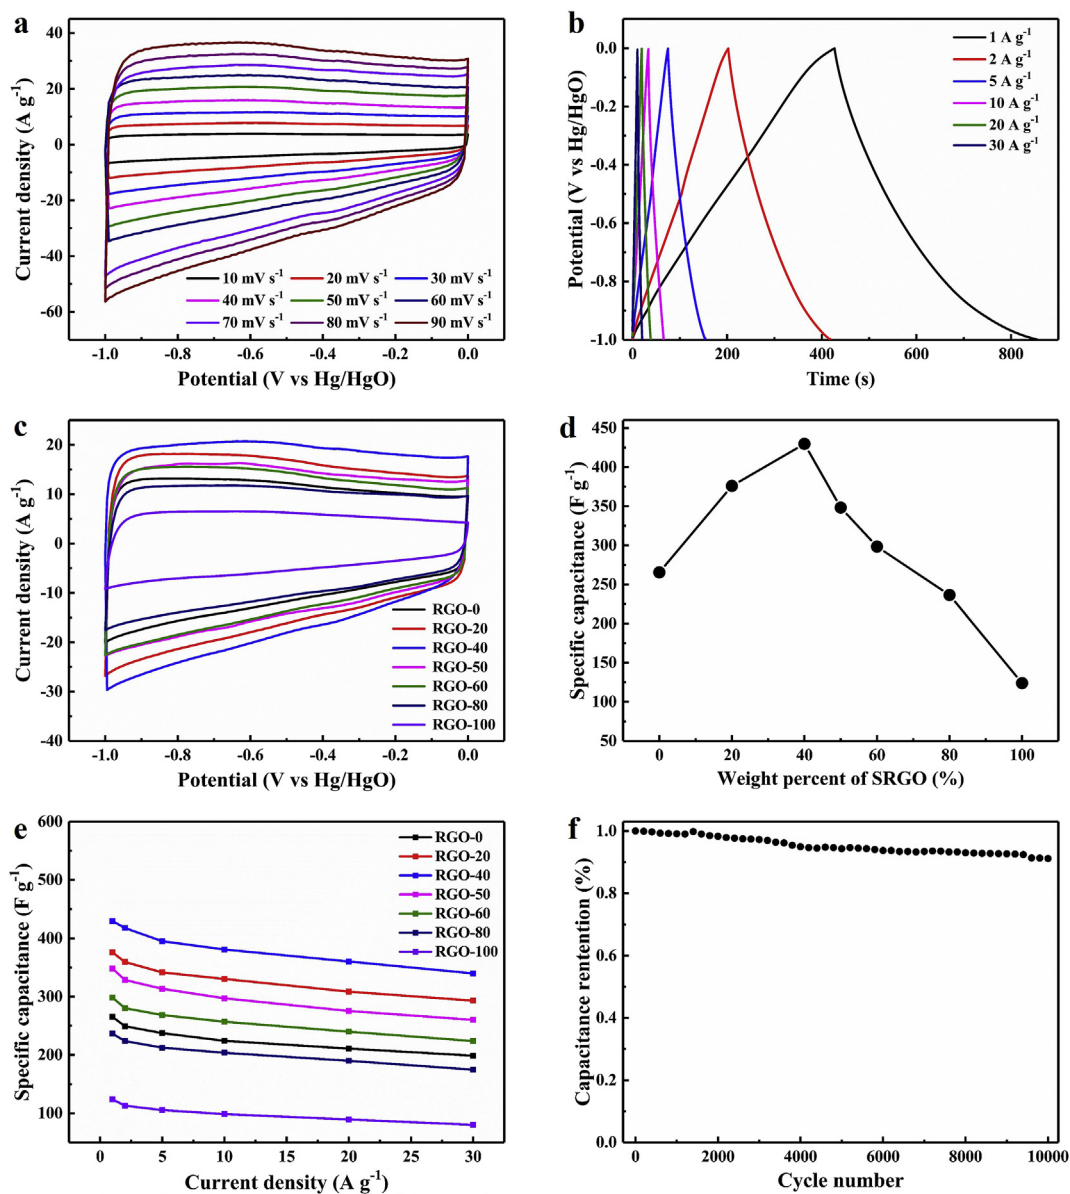 a
Current density (A g⁻¹)
40
20
0
-20
-40
-60
10 mV s⁻¹ 20 mV s⁻¹ 30 mV s⁻¹
40 mV s⁻¹ 50 mV s⁻¹ 60 mV s⁻¹
70 mV s⁻¹ 80 mV s⁻¹ 90 mV s⁻¹
-1.0 -0.8 -0.6 -0.4 -0.2 0.0
Potential (V vs Hg/HgO)
b
Potential (V vs Hg/HgO)
0.0
-0.2
-0.4
-0.6
-0.8
-1.0
1 A g⁻¹
2 A g⁻¹
5 A g⁻¹
10 A g⁻¹
20 A g⁻¹
30 A g⁻¹
0 200 400 600 800
Time (s)
c
Current density (A g⁻¹)
20
10
0
-10
-20
-30
-40
RGO-0
RGO-20
RGO-40
RGO-50
RGO-60
RGO-80
RGO-100
-1.0 -0.8 -0.6 -0.4 -0.2 0.0
Potential (V vs Hg/HgO)
d
Specific capacitance (F g⁻¹)
450
425
350
300
250
225
150
125
50
0 20 40 60 80 100
Weight percent of SRGO (%)
e
Specific capacitance (F g⁻¹)
600
500
400
300
200
100
RGO-0
RGO-20
RGO-40
RGO-50
RGO-60
RGO-80
RGO-100
0 5 10 15 20 25 30
Current density (A g⁻¹)
f
Capacitance rentention (%)
1.0
0.8
0.6
0.4
0.2
0.0
0 2000 4000 6000 8000 10000
Cycle number